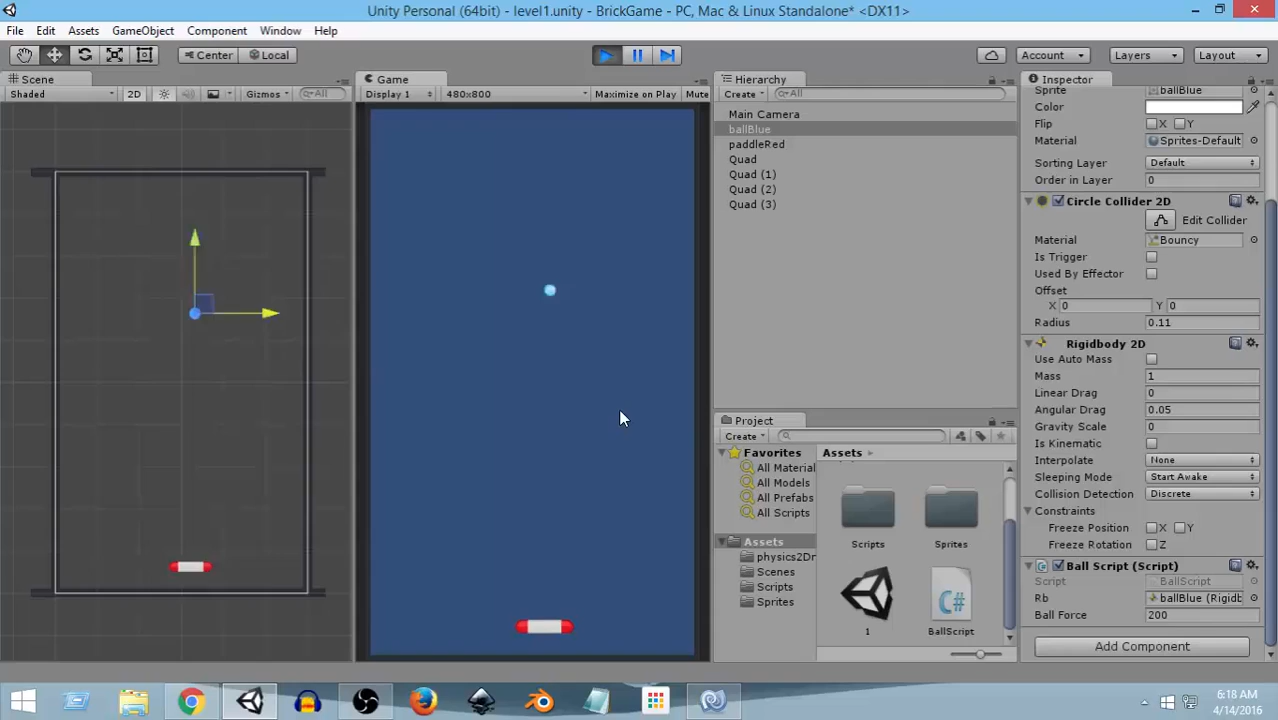 Unity Personal (64bit) - level1.unity - BrickGame - PC, Mac & Linux Standalone* <DX11>
File Edit Assets GameObject Component Window Help
Center Local Account Layers Layout
Scene
Shaded 2D Gizmos All
Game
Display 1 480x800 Maximize on Play Mute
Hierarchy
Create All
Main Camera
ballBlue
paddleRed
Quad
Quad (1)
Quad (2)
Quad (3)
Project
Create
Favorites
All Material
All Models
All Prefabs
All Scripts
Assets
physics2Dr
Scenes
Scripts
Sprites
Assets
Scripts
Sprites
1
BallScript
C#
Inspector
Sprite ballBlue
Color
Flip X Y
Material Sprites-Default
Sorting Layer Default
Order in Layer 0
Circle Collider 2D
Edit Collider
Material Bouncy
Is Trigger
Used By Effector
Offset
X 0 Y 0
Radius 0.11
Rigidbody 2D
Use Auto Mass
Mass 1
Linear Drag 0
Angular Drag 0.05
Gravity Scale 0
Is Kinematic
Interpolate None
Sleeping Mode Start Awake
Collision Detection Discrete
Constraints
Freeze Position X Y
Freeze Rotation Z
Ball Script (Script)
Script BallScript
Rb ballBlue (Rigidb
Ball Force 200
Add Component
6:18 AM
4/14/2016